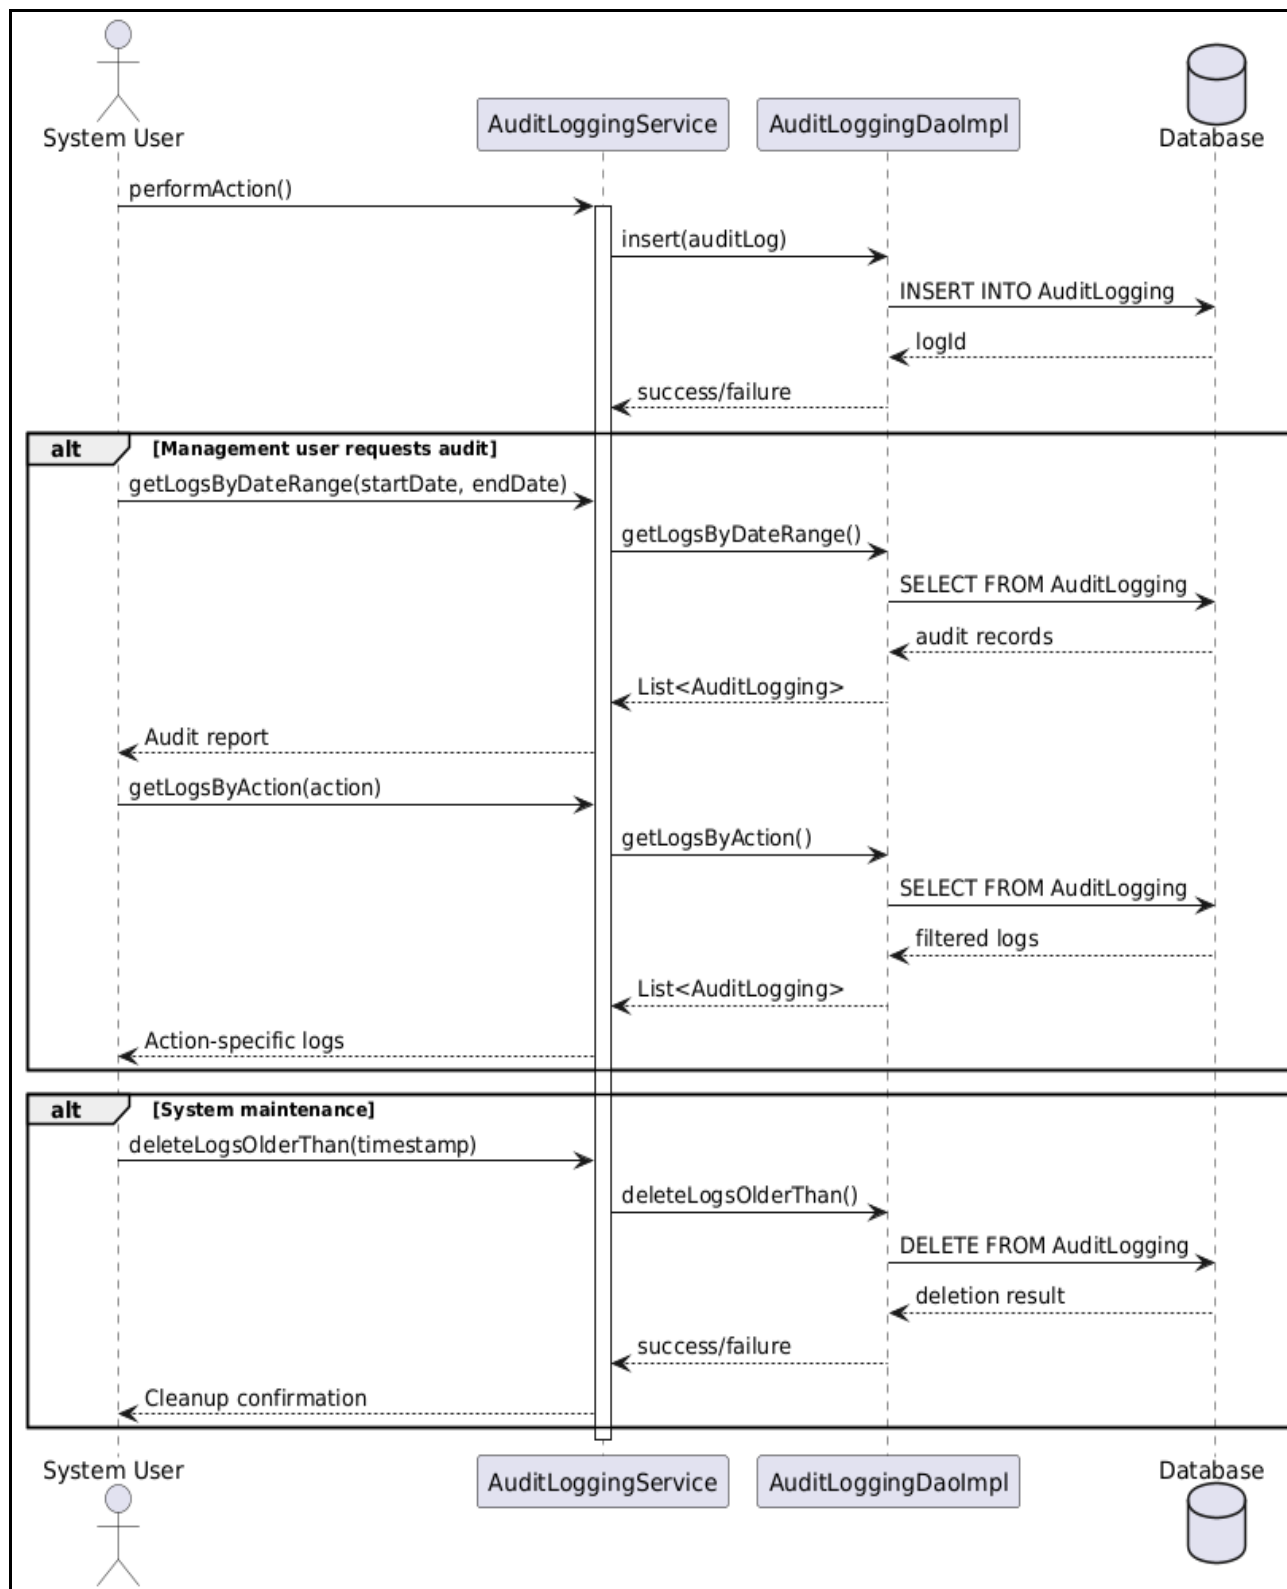 System User
AuditLoggingService
AuditLoggingDaoImpl
Database
performAction()
insert(auditLog)
INSERT INTO AuditLogging
logId
success/failure
alt
[Management user requests audit]
getLogsByDateRange(startDate, endDate)
getLogsByDateRange()
SELECT FROM AuditLogging
audit records
List<AuditLogging>
Audit report
getLogsByAction(action)
getLogsByAction()
SELECT FROM AuditLogging
filtered logs
List<AuditLogging>
Action-specific logs
alt
[System maintenance]
deleteLogsOlderThan(timestamp)
deleteLogsOlderThan()
DELETE FROM AuditLogging
deletion result
success/failure
Cleanup confirmation
System User
AuditLoggingService
AuditLoggingDaoImpl
Database